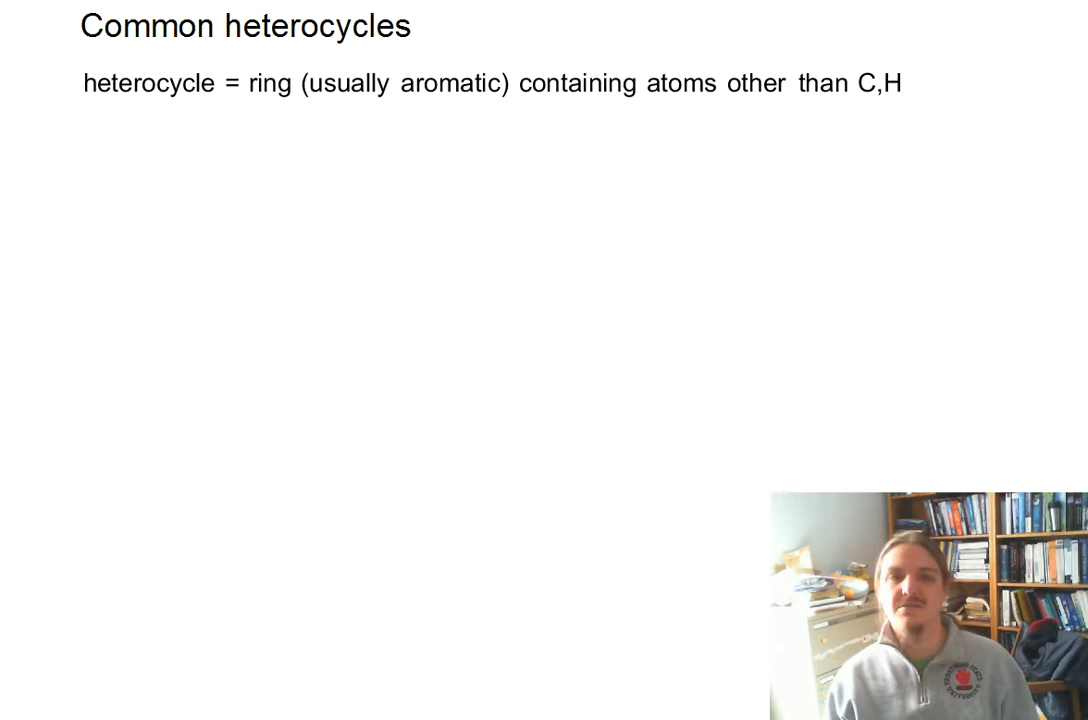 Common heterocycles
heterocycle = ring (usually aromatic) containing atoms other than C,H